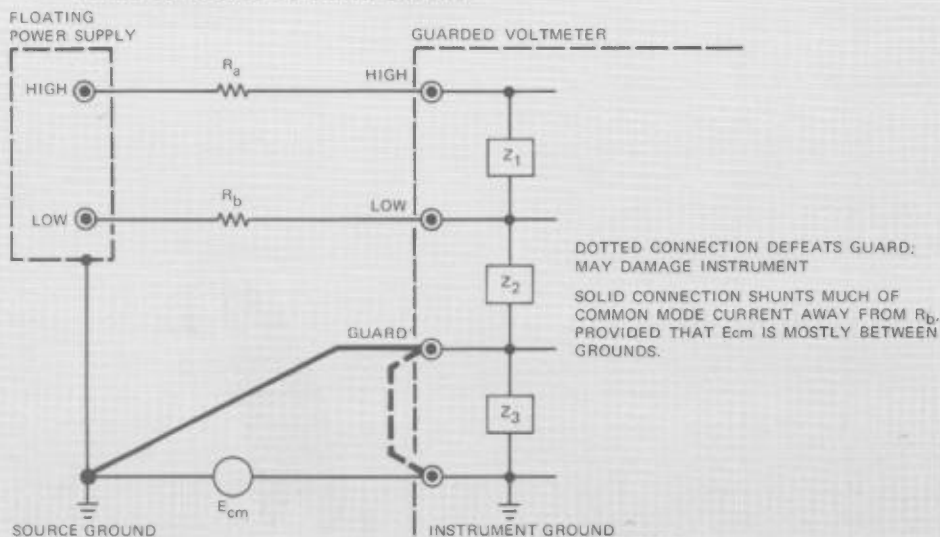 FLOATING
POWER SUPPLY
GUARDED VOLTMETER
HIGH
Ra
HIGH
Z1
LOW
Rb
LOW
Z2
DOTTED CONNECTION DEFEATS GUARD;
MAY DAMAGE INSTRUMENT
SOLID CONNECTION SHUNTS MUCH OF
COMMON MODE CURRENT AWAY FROM Rb,
PROVIDED THAT Ecm IS MOSTLY BETWEEN
GROUNDS.
GUARD
Z3
Ecm
SOURCE GROUND
INSTRUMENT GROUND